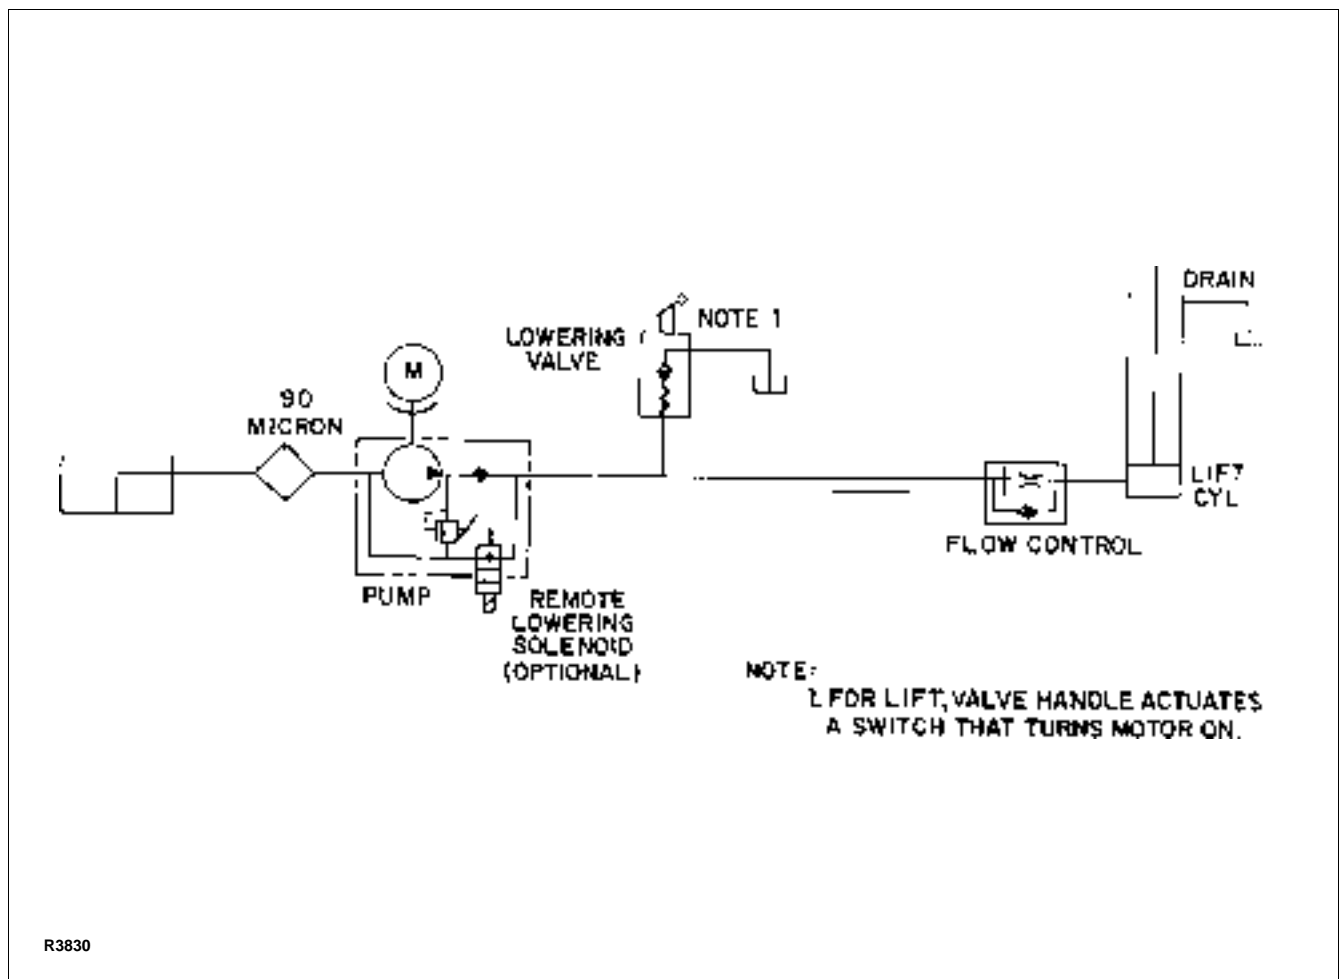 DRAIN
NOTE 1
LOWERING
VALVE
M
90
MICRON
LIFT
CYL
FLOW CONTROL
PUMP
REMOTE
LOWERING
SOLENOID
(OPTIONAL)
NOTE:
1. FOR LIFT, VALVE HANDLE ACTUATES
A SWITCH THAT TURNS MOTOR ON.
R3830